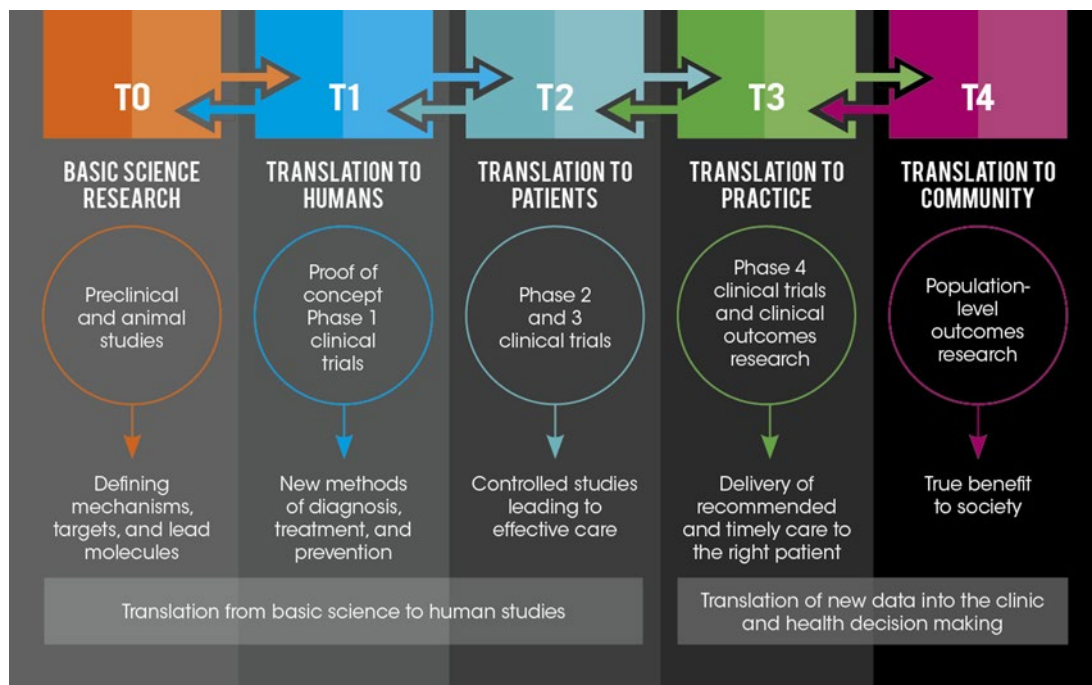 T0
T1
T2
T3
T4
BASIC SCIENCE
RESEARCH
TRANSLATION TO
HUMANS
TRANSLATION TO
PATIENTS
TRANSLATION TO
PRACTICE
TRANSLATION TO
COMMUNITY
Preclinical
and animal
studies
Proof of
concept
Phase 1
clinical
trials
Phase 2
and 3
clinical trials
Phase 4
clinical trials
and clinical
outcomes
research
Population-
level
outcomes
research
Defining
mechanisms,
targets, and lead
molecules
New methods
of diagnosis,
treatment, and
prevention
Controlled studies
leading to
effective care
Delivery of
recommended
and timely care to
the right patient
True benefit
to society
Translation from basic science to human studies
Translation of new data into the clinic
and health decision making